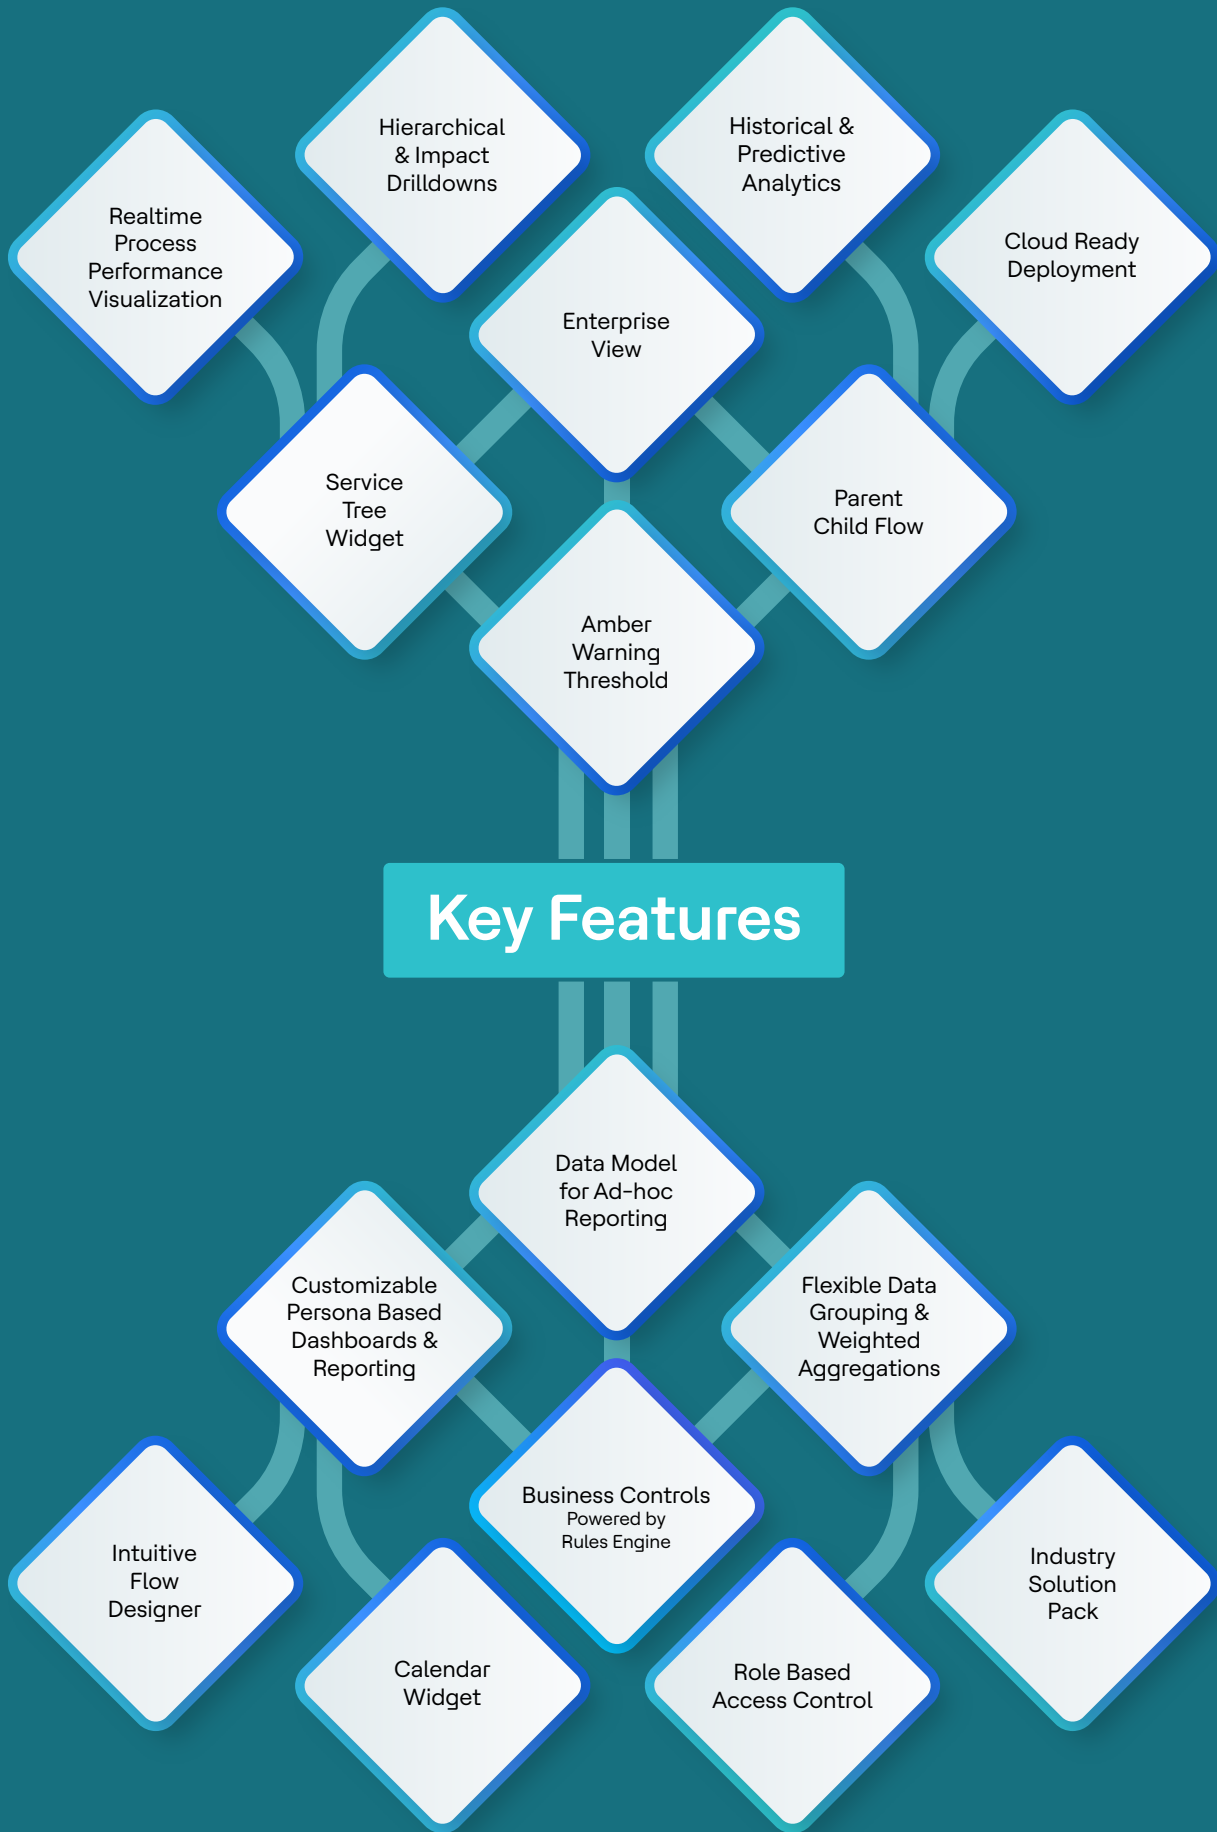 Hierarchical
& Impact
Drilldowns
Historical &
Predictive
Analytics
Realtime
Process
Performance
Visualization
Cloud Ready
Deployment
Enterprise
View
Service
Tree
Widget
Parent
Child Flow
Amber
Warning
Threshold
Key Features
Data Model
for Ad-hoc
Reporting
Customizable
Persona Based
Dashboards &
Reporting
Flexible Data
Grouping &
Weighted
Aggregations
Business Controls
Powered by
Rules Engine
Intuitive
Flow
Designer
Industry
Solution
Pack
Calendar
Widget
Role Based
Access Control